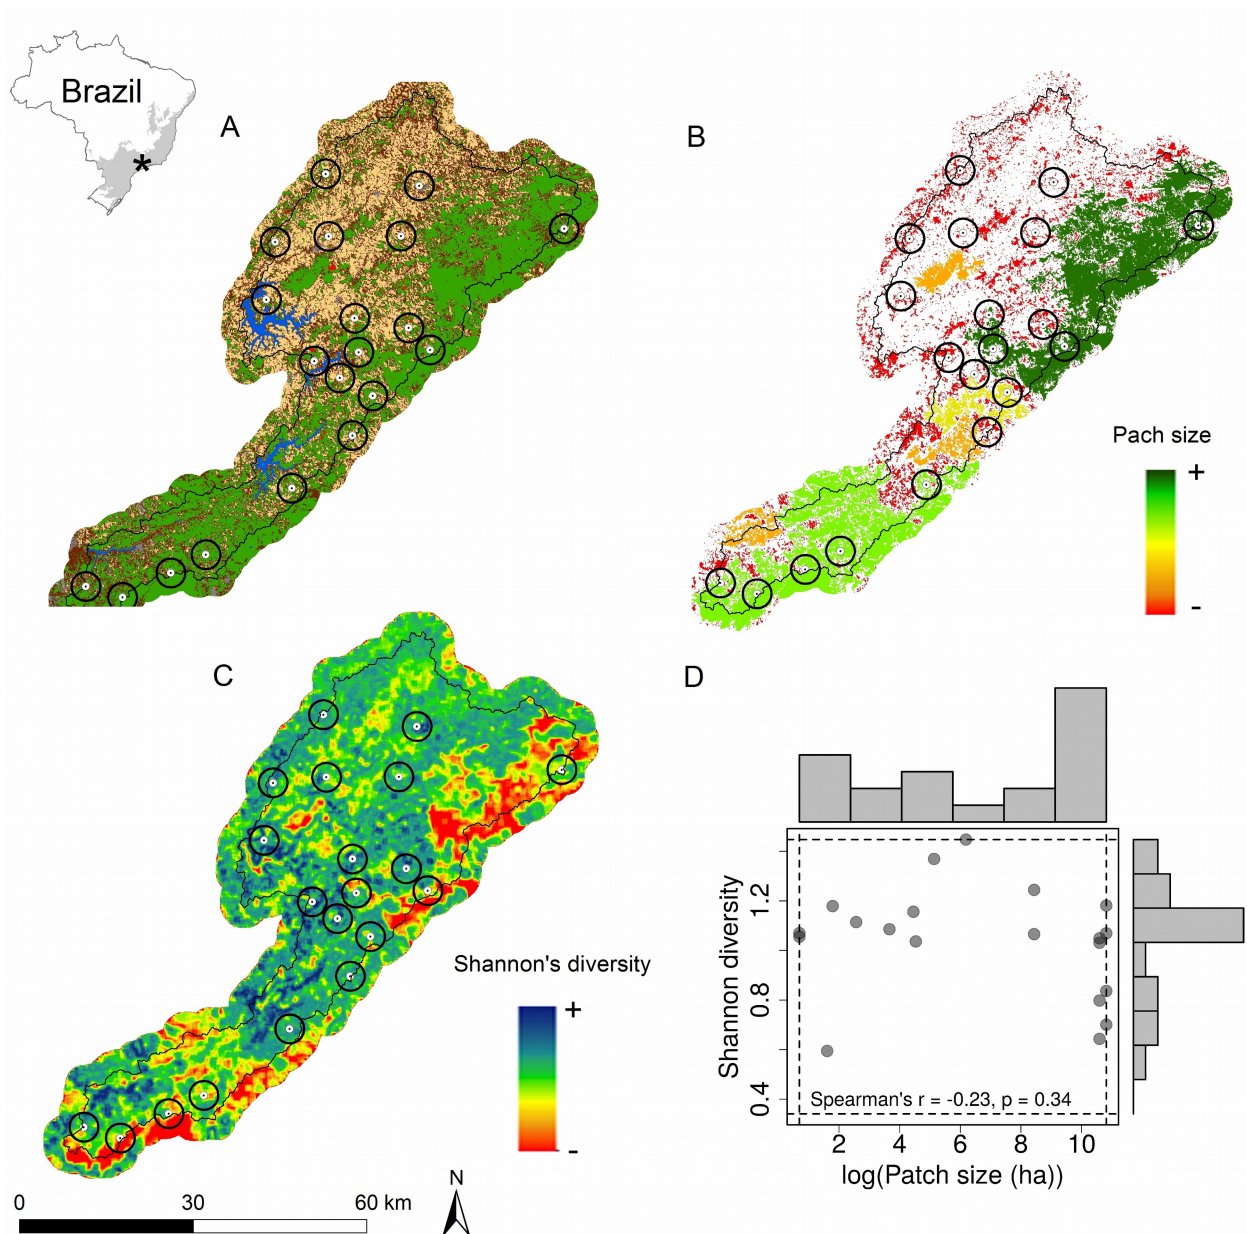 Brazil
*
A
B
Pach size
+
-
C
Shannon's diversity
+
-
D
Shannon diversity
1.2
0.8
0.4
Spearman's r = -0.23, p = 0.34
2 4 6 8 10
log(Patch size (ha))
N
0 30 60 km